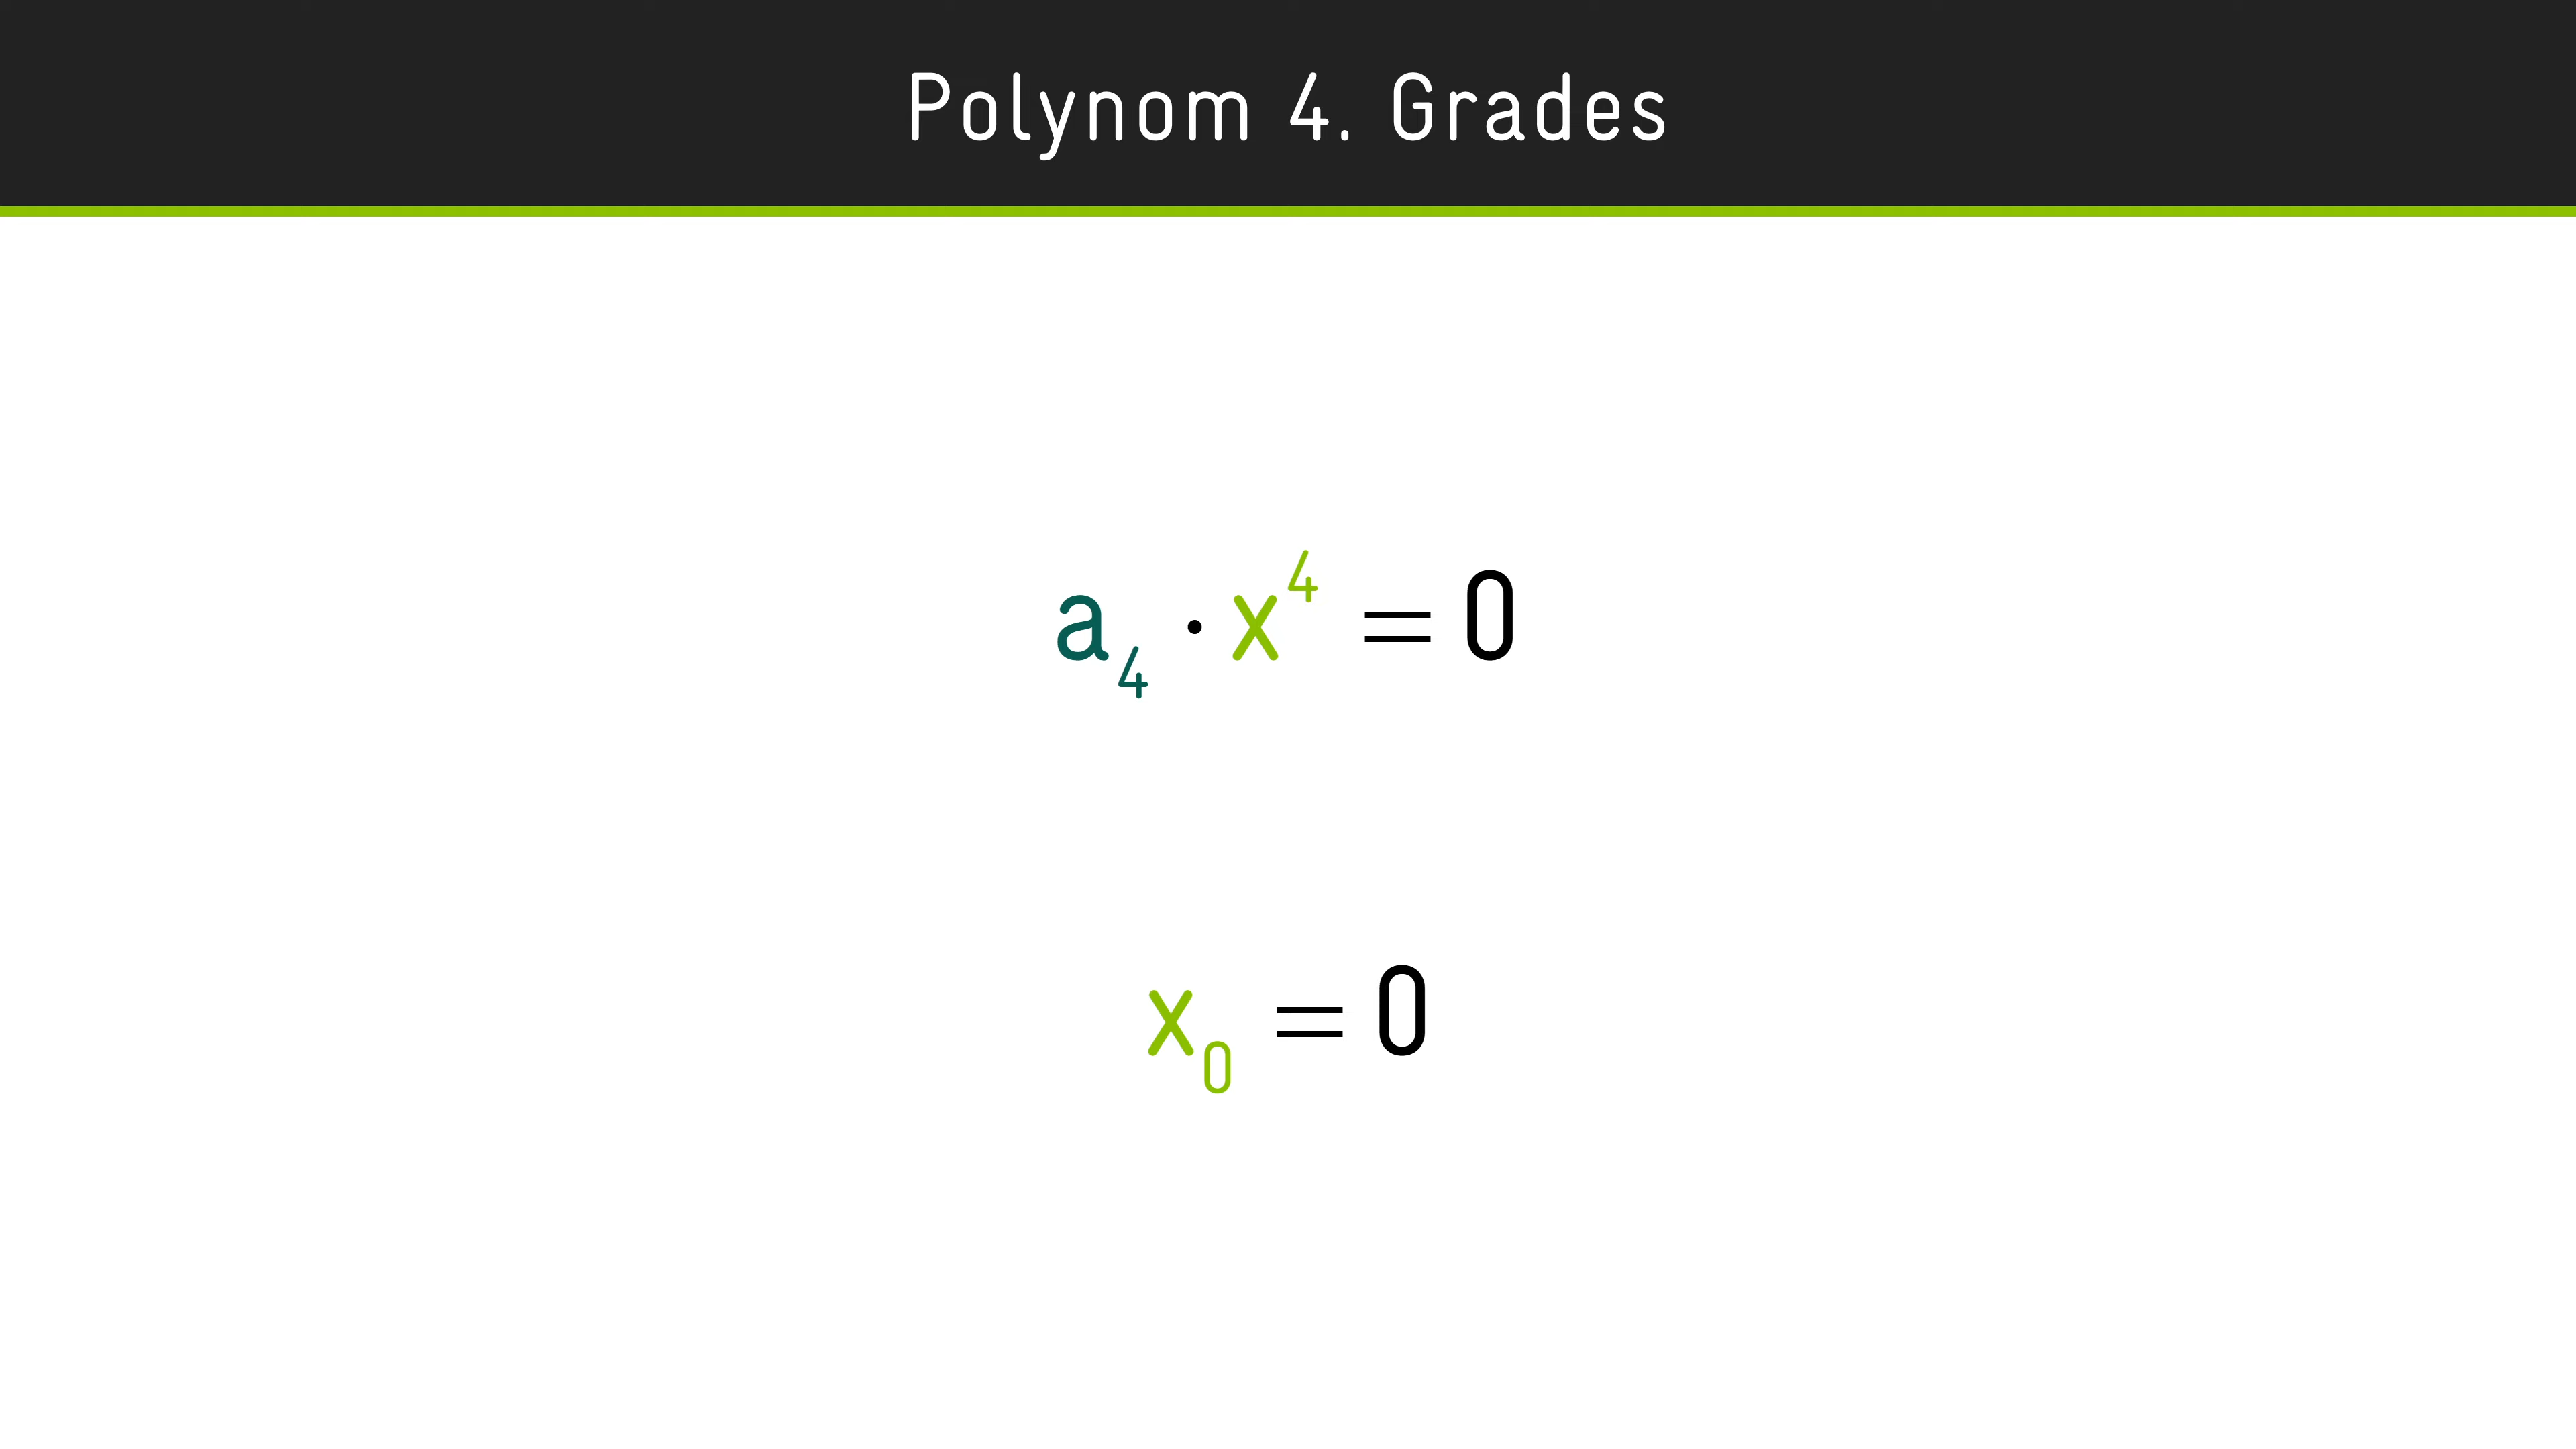 Polynom 4. Grades
a₄ · x⁴ = 0
x₀ = 0